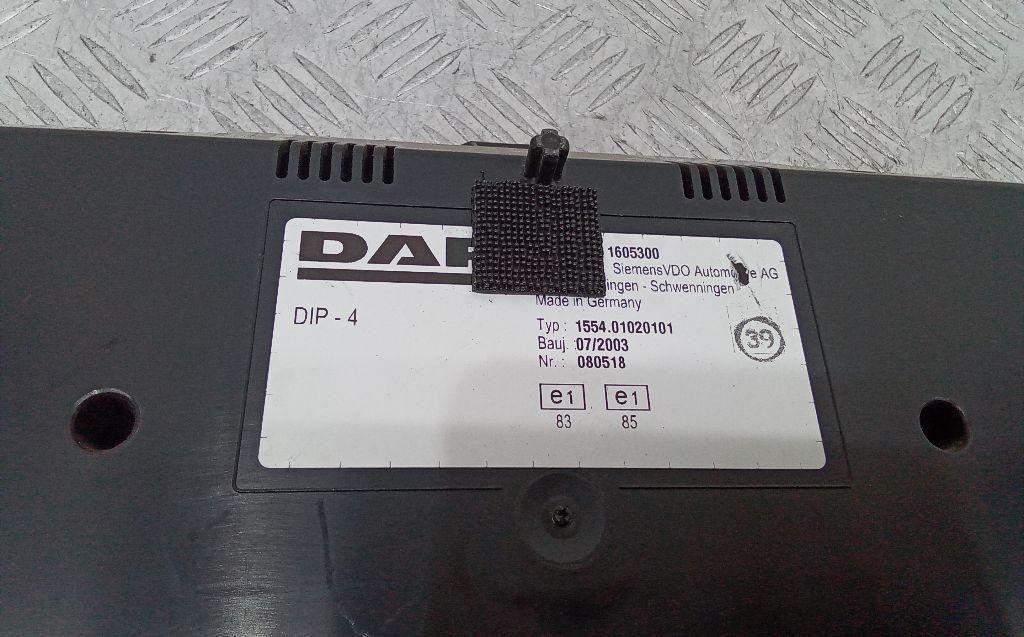 DAF
1605300
SiemensVDO Automotive AG
ingen - Schwenningen
Made in Germany
DIP - 4
Typ : 1554.01020101
Bauj. : 07/2003
Nr. : 080518
39
e1 e1
83 85